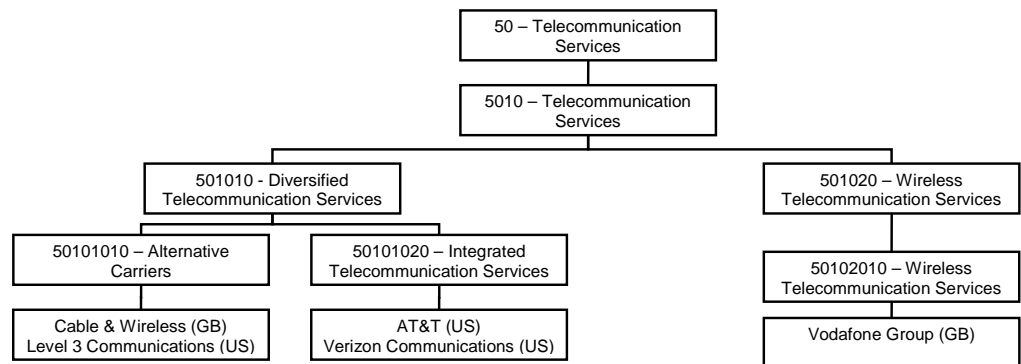 50 – Telecommunication
Services
5010 – Telecommunication
Services
501010 - Diversified
Telecommunication Services
501020 – Wireless
Telecommunication Services
50101010 – Alternative
Carriers
50101020 – Integrated
Telecommunication Services
50102010 – Wireless
Telecommunication Services
Cable & Wireless (GB)
Level 3 Communications (US)
AT&T (US)
Verizon Communications (US)
Vodafone Group (GB)